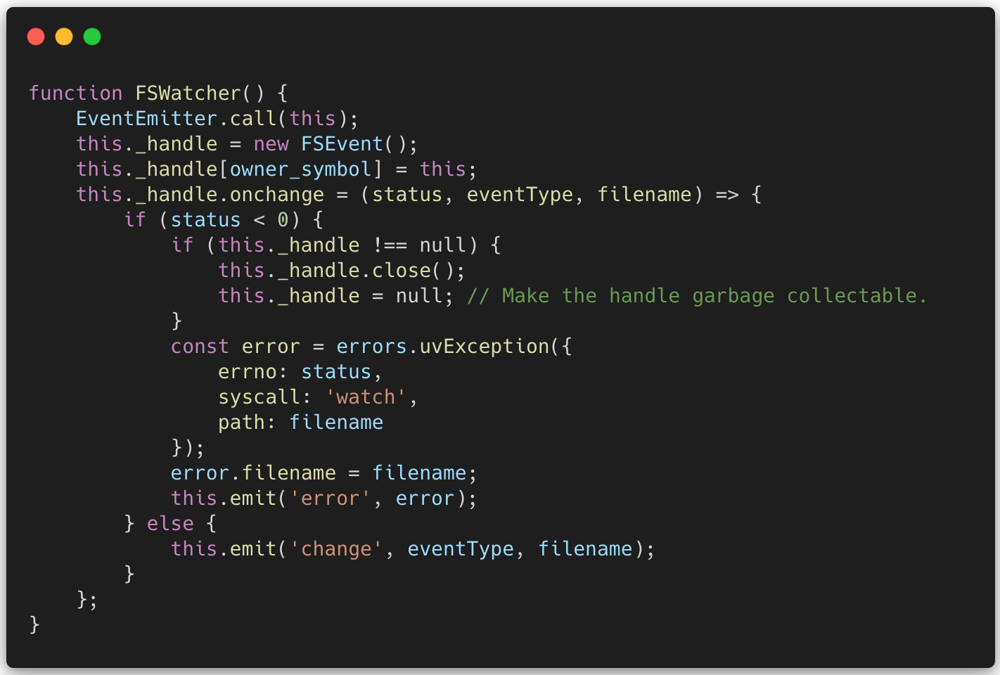 function FSWatcher() {
    EventEmitter.call(this);
    this._handle = new FSEvent();
    this._handle[owner_symbol] = this;
    this._handle.onchange = (status, eventType, filename) => {
        if (status < 0) {
            if (this._handle !== null) {
                this._handle.close();
                this._handle = null; // Make the handle garbage collectable.
            }
            const error = errors.uvException({
                errno: status,
                syscall: 'watch',
                path: filename
            });
            error.filename = filename;
            this.emit('error', error);
        } else {
            this.emit('change', eventType, filename);
        }
    };
}